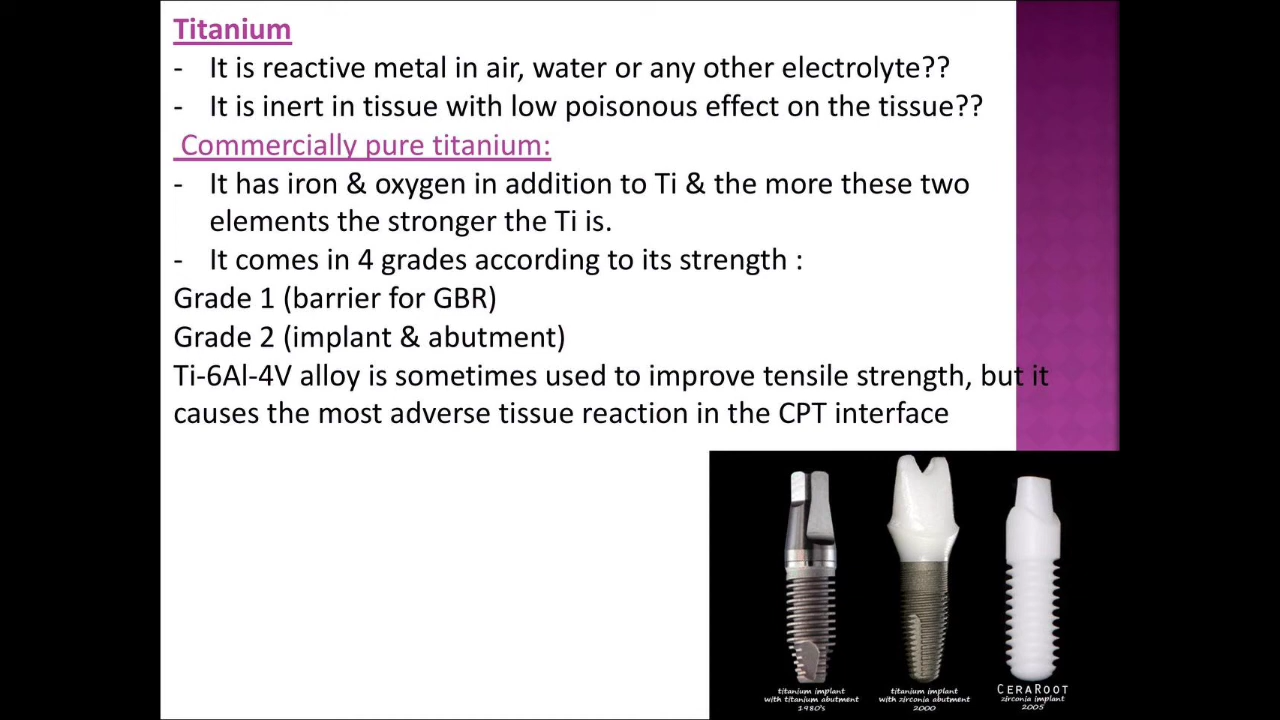 Titanium
- It is reactive metal in air, water or any other electrolyte??
- It is inert in tissue with low poisonous effect on the tissue??
Commercially pure titanium:
- It has iron & oxygen in addition to Ti & the more these two
elements the stronger the Ti is.
- It comes in 4 grades according to its strength :
Grade 1 (barrier for GBR)
Grade 2 (implant & abutment)
Ti-6Al-4V alloy is sometimes used to improve tensile strength, but it
causes the most adverse tissue reaction in the CPT interface
titanium implant
with titanium abutment
1980's
titanium implant
with zirconia abutment
2000
CERAROOT
zirconia implant
2005